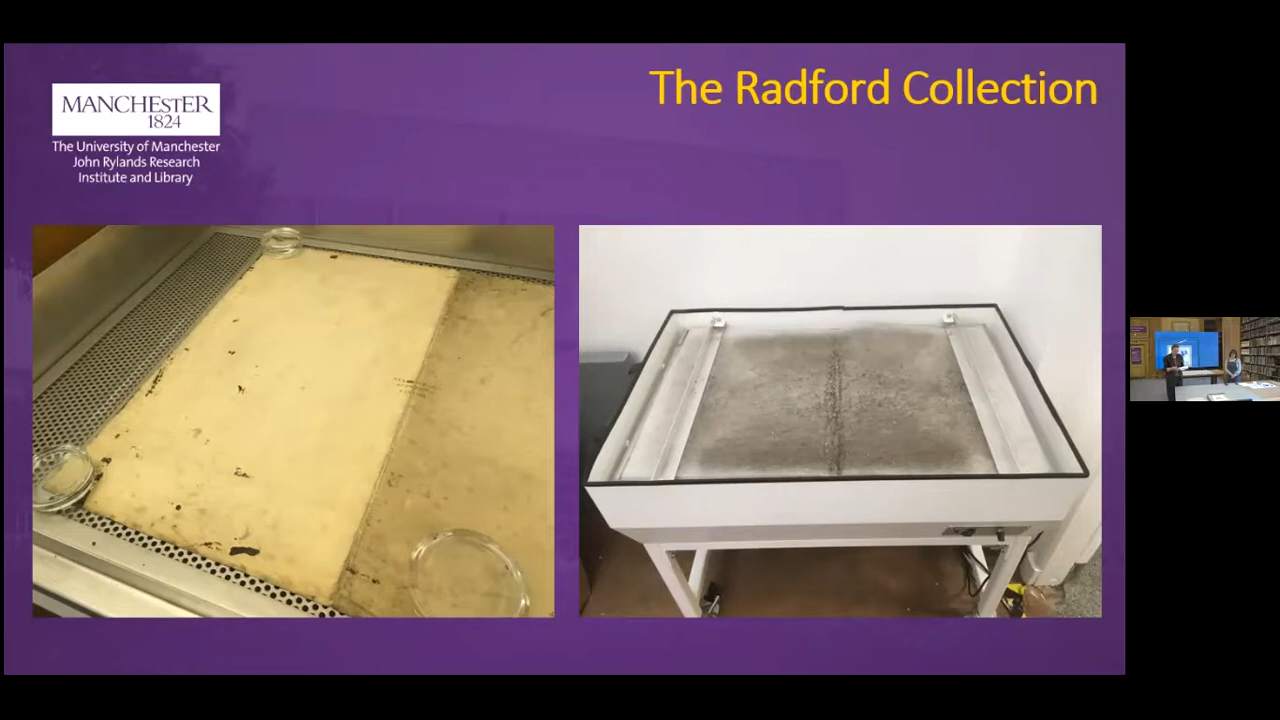 The Radford Collection
MANCHESTER
1824
The University of Manchester
John Rylands Research
Institute and Library